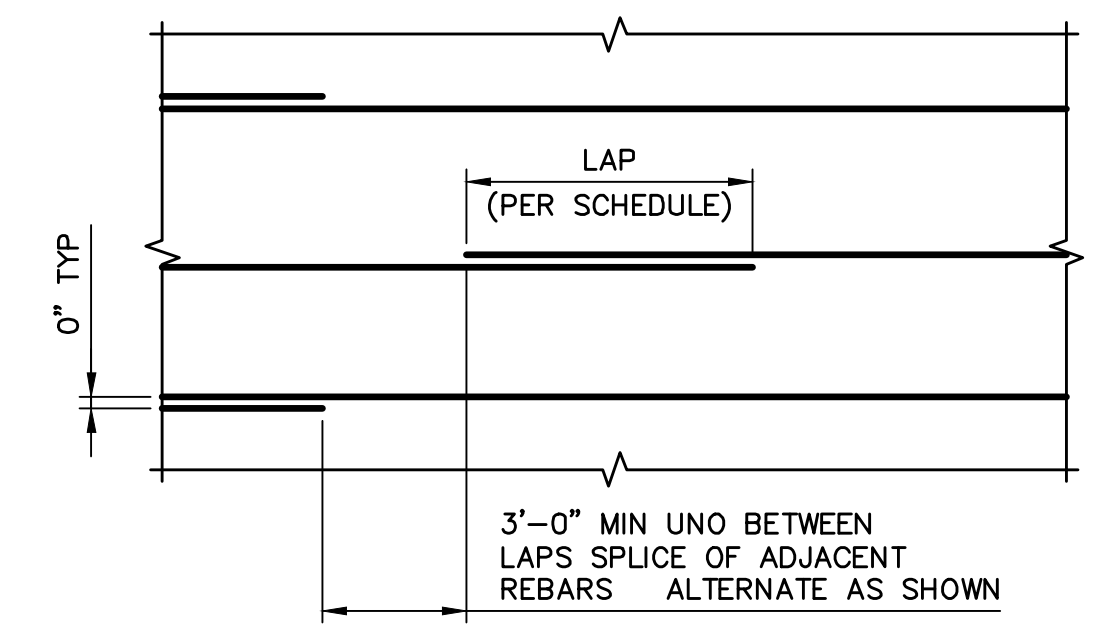 LAP
(PER SCHEDULE)
0” TYP
3’–0” MIN UNO BETWEEN
LAPS SPLICE OF ADJACENT
REBARS ALTERNATE AS SHOWN